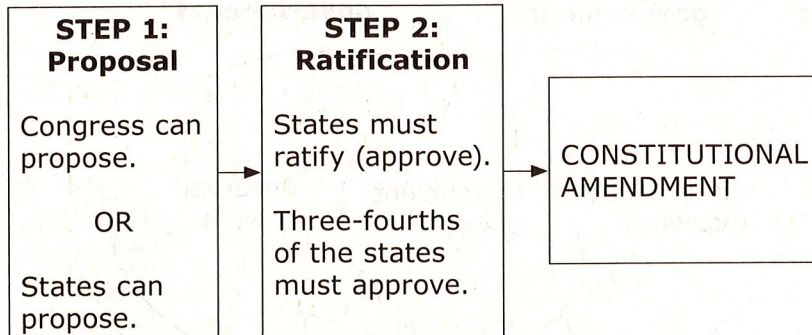 STEP 1:
Proposal
Congress can
propose.
OR
States can
propose.
STEP 2:
Ratification
States must
ratify (approve).
Three-fourths
of the states
must approve.
CONSTITUTIONAL
AMENDMENT